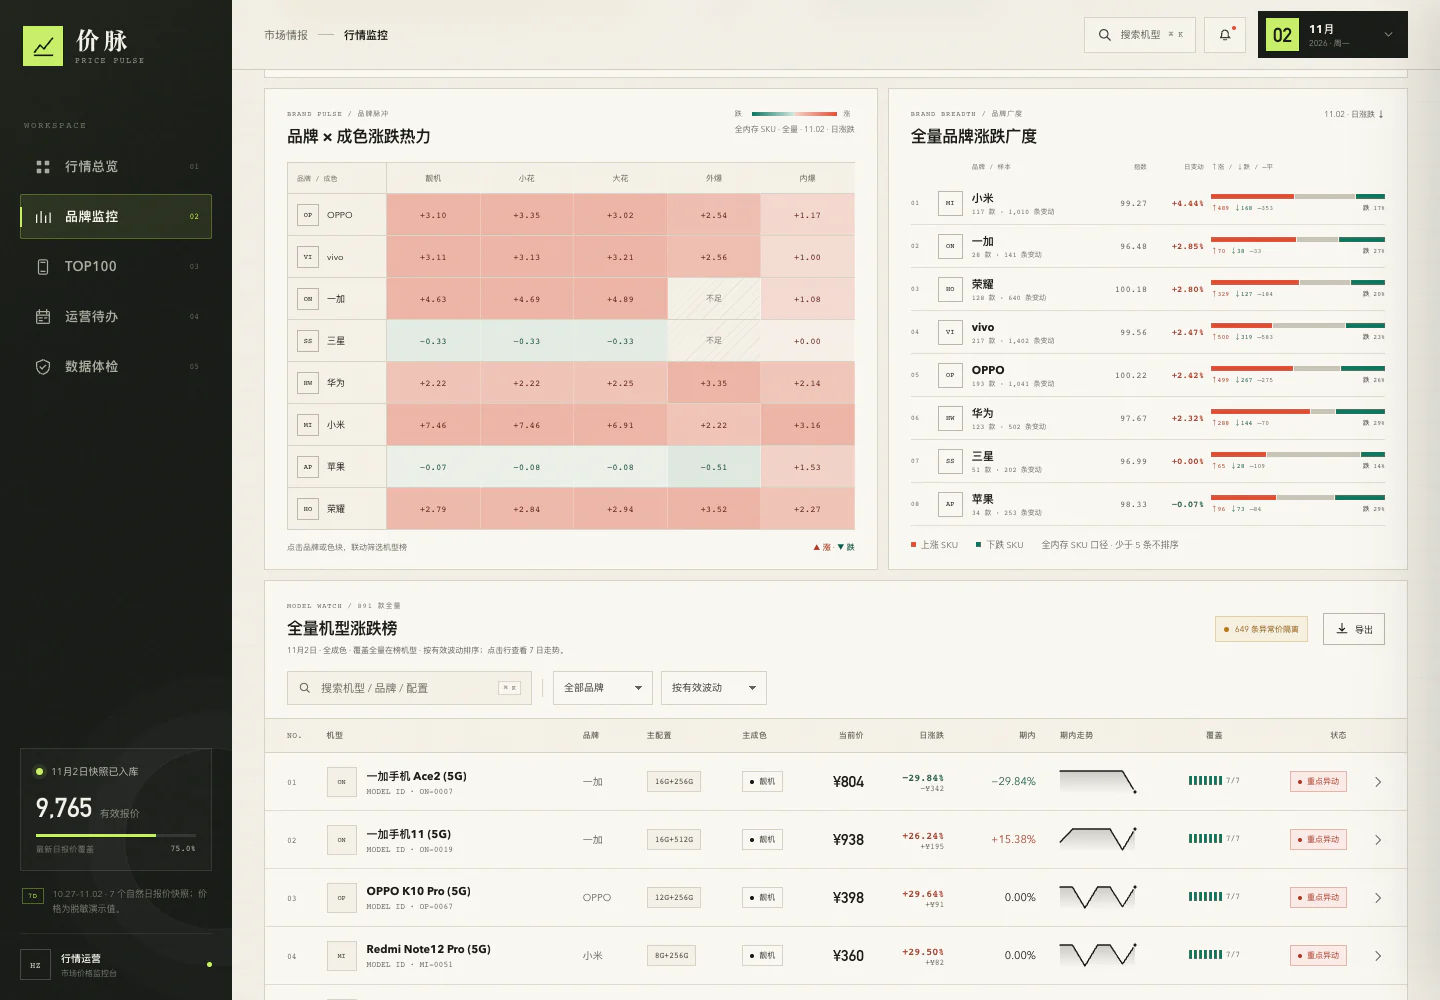 价脉
PRICE PULSE
WORKSPACE
行情总览 01
品牌监控 02
TOP100 03
运营待办 04
数据体检 05
11月2日快照已入库
9,765 有效报价
最新日报价覆盖 75.0%
7D 10.27–11.02 · 7 个自然日报价快照；价
格为脱敏演示值。
HZ 行情运营
市场价格监控台
市场情报 — 行情监控
搜索机型 ⌘ K
02 11月
2026 · 周一
BRAND PULSE / 品牌脉冲
品牌 × 成色涨跌热力
跌 涨
全内存 SKU · 全量 · 11.02 · 日涨跌
品牌 / 成色 靓机 小花 大花 外爆 内爆
OP OPPO +3.10 +3.35 +3.02 +2.54 +1.17
VI vivo +3.11 +3.13 +3.21 +2.56 +1.00
ON 一加 +4.63 +4.69 +4.89 不足 +1.08
SS 三星 −0.33 −0.33 −0.33 不足 +0.00
HW 华为 +2.22 +2.22 +2.25 +3.35 +2.14
MI 小米 +7.46 +7.46 +6.91 +2.22 +3.16
AP 苹果 −0.07 −0.08 −0.08 −0.51 +1.53
HO 荣耀 +2.79 +2.84 +2.94 +3.52 +2.27
点击品牌或色块，联动筛选机型榜
▲ 涨 · ▼ 跌
BRAND BREADTH / 品牌广度
全量品牌涨跌广度
11.02 · 日涨跌 ↓
品牌 / 样本 指数 日变动 ↑涨 / ↓跌 / —平
01 MI 小米 99.27 +4.44%
117 款 · 1,010 条变动 ↑489 ↓168 —353 跌 17%
02 ON 一加 96.48 +2.85%
28 款 · 141 条变动 ↑70 ↓38 —33 跌 27%
03 HO 荣耀 100.18 +2.80%
128 款 · 640 条变动 ↑329 ↓127 —184 跌 20%
04 VI vivo 99.56 +2.47%
217 款 · 1,402 条变动 ↑500 ↓319 —583 跌 23%
05 OP OPPO 100.22 +2.42%
193 款 · 1,041 条变动 ↑499 ↓267 —275 跌 26%
06 HW 华为 97.67 +2.32%
123 款 · 502 条变动 ↑288 ↓144 —70 跌 29%
07 SS 三星 96.99 +0.00%
51 款 · 202 条变动 ↑65 ↓28 —109 跌 14%
08 AP 苹果 98.33 −0.07%
34 款 · 253 条变动 ↑96 ↓73 —84 跌 29%
上涨 SKU 下跌 SKU 全内存 SKU 口径 · 少于 5 条不排序
MODEL WATCH / 891 款全量
全量机型涨跌榜
11月2日 · 全成色 · 覆盖全量在榜机型 · 按有效波动排序；点击行查看 7 日走势。
649 条异常价隔离
导出
搜索机型 / 品牌 / 配置 ⌘ K
全部品牌
按有效波动
NO. 机型 品牌 主配置 主成色 当前价 日涨跌 期内 期内走势 覆盖 状态
01 ON 一加手机 Ace2 (5G) 一加 16G+256G 靓机 ¥804 −29.84% −29.84% 7/7 重点异动
MODEL ID · ON-0007 −¥342
02 ON 一加手机11 (5G) 一加 16G+512G 靓机 ¥938 +26.24% +15.38% 7/7 重点异动
MODEL ID · ON-0019 +¥195
03 OP OPPO K10 Pro (5G) OPPO 12G+256G 靓机 ¥398 +29.64% 0.00% 7/7 重点异动
MODEL ID · OP-0067 +¥91
04 MI Redmi Note12 Pro (5G) 小米 8G+256G 靓机 ¥360 +29.50% 0.00% 7/7 重点异动
MODEL ID · MI-0051 +¥82